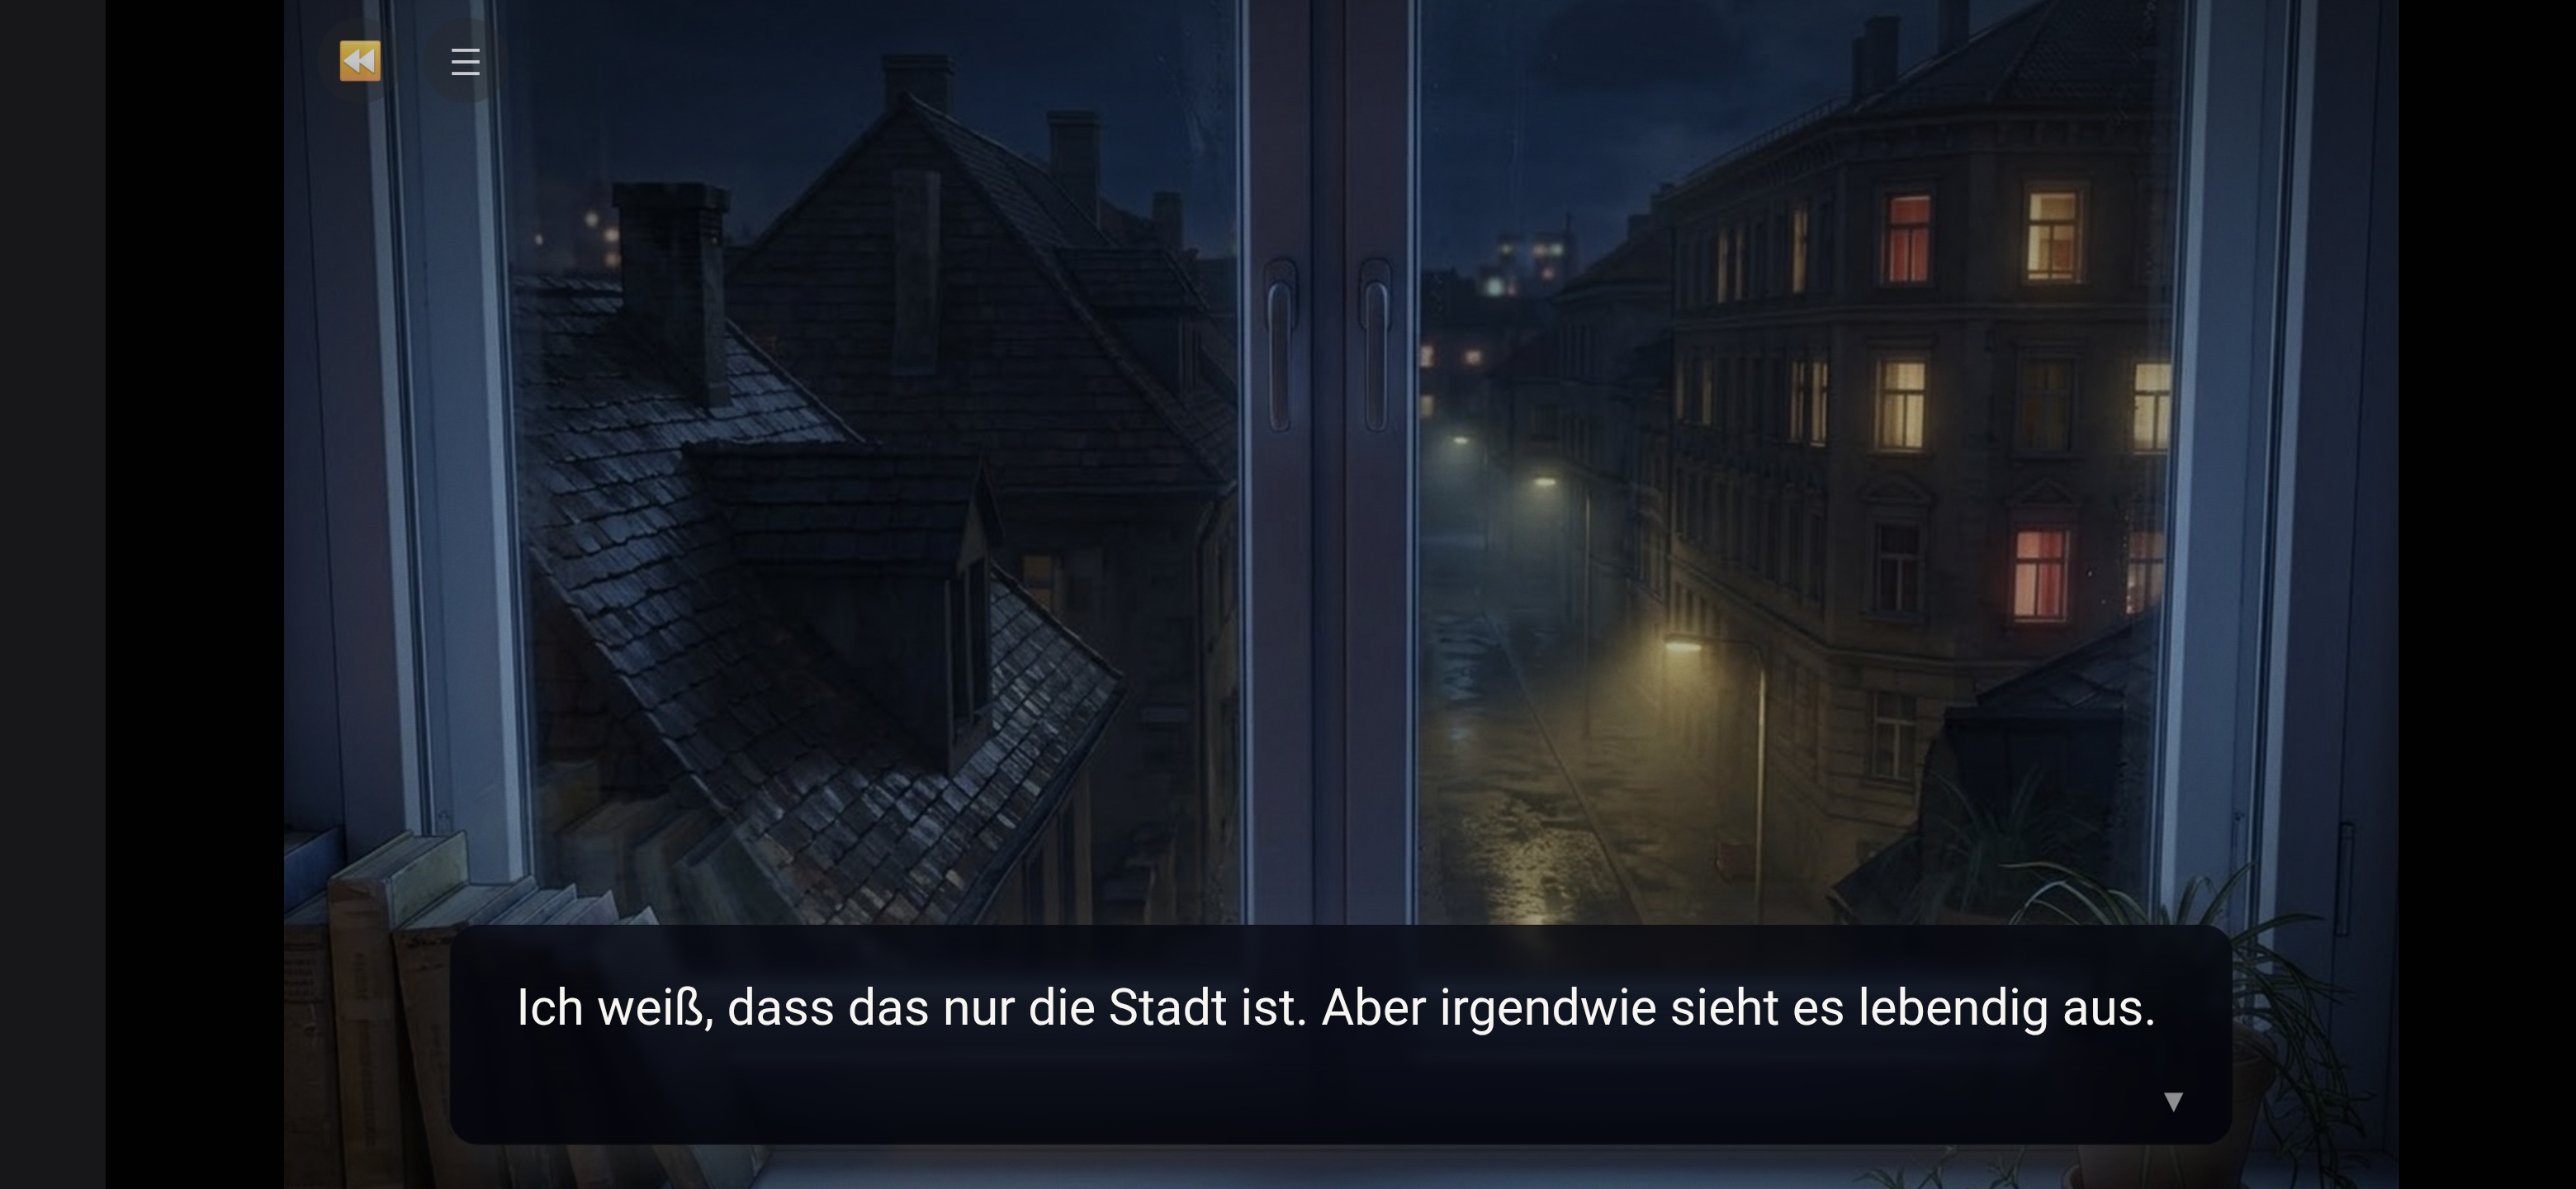 Ich weiß, dass das nur die Stadt ist. Aber irgendwie sieht es lebendig aus.